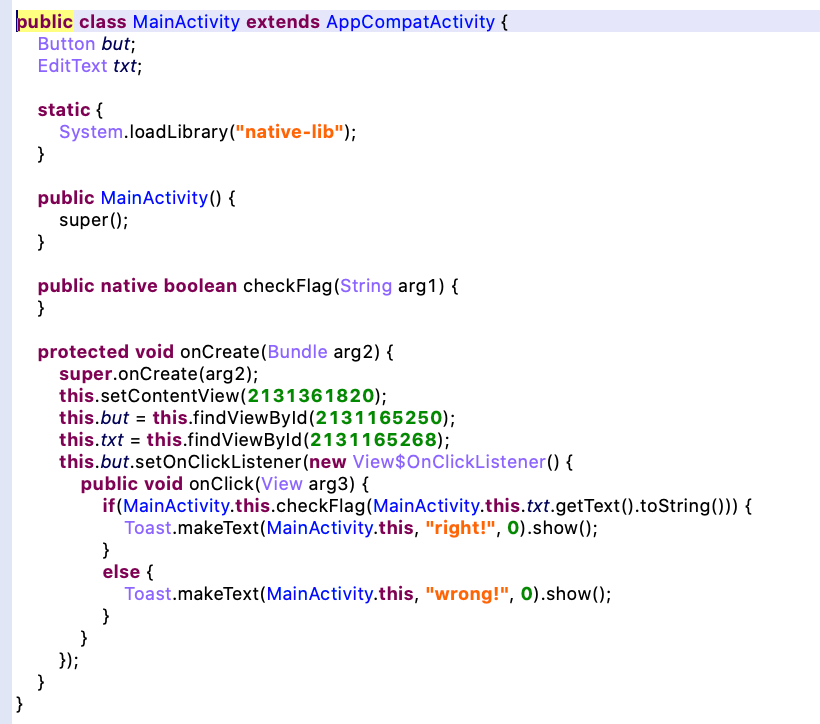 public class MainActivity extends AppCompatActivity {
Button but;
EditText txt;
static {
System.loadLibrary("native-lib");
}
public MainActivity() {
super();
}
public native boolean checkFlag(String arg1) {
}
protected void onCreate(Bundle arg2) {
super.onCreate(arg2);
this.setContentView(2131361820);
this.but = this.findViewById(2131165250);
this.txt = this.findViewById(2131165268);
this.but.setOnClickListener(new View$OnClickListener() {
public void onClick(View arg3) {
if(MainActivity.this.checkFlag(MainActivity.this.txt.getText().toString())) {
Toast.makeText(MainActivity.this, "right!", 0).show();
}
else {
Toast.makeText(MainActivity.this, "wrong!", 0).show();
}
}
});
}
}